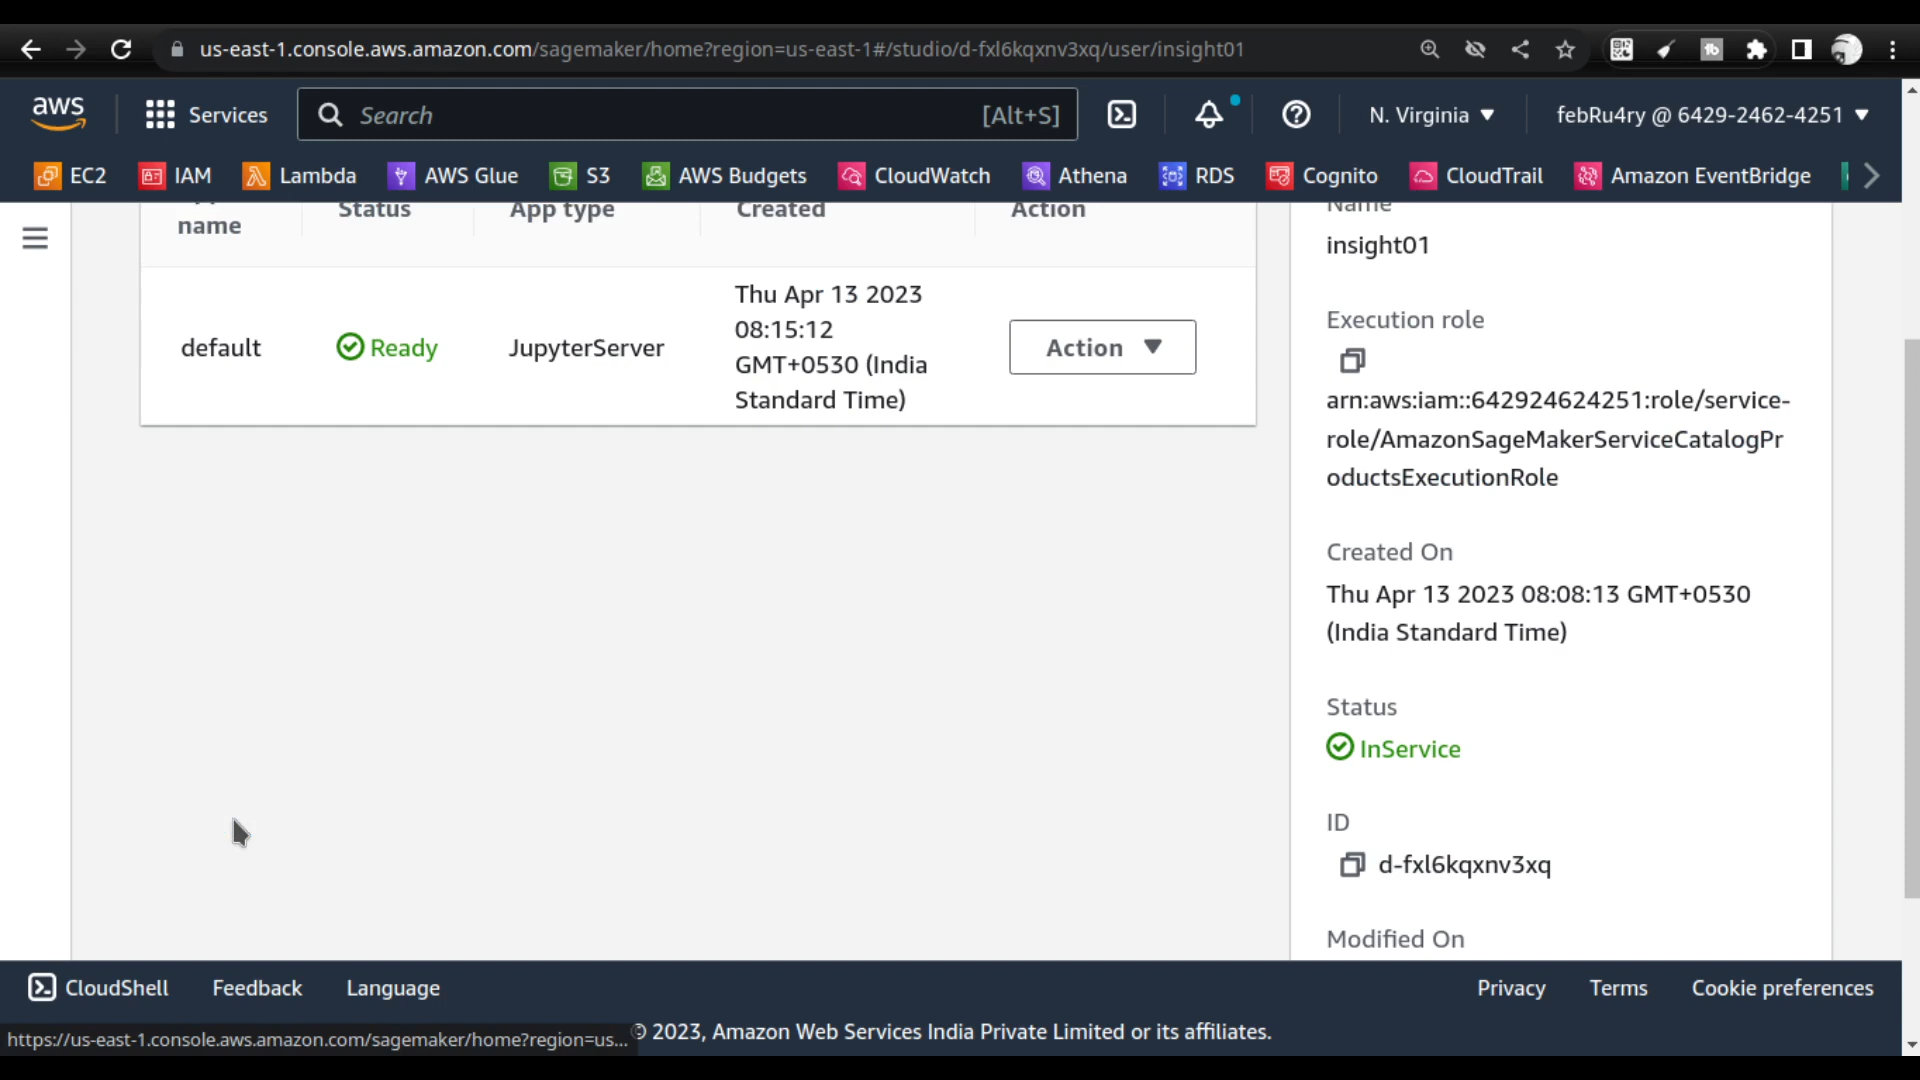 us-east-1.console.aws.amazon.com/sagemaker/home?region=us-east-1#/studio/d-fxl6kqxnv3xq/user/insight01
aws
Services
Search
[Alt+S]
N. Virginia
febRu4ry @ 6429-2462-4251
EC2
IAM
Lambda
AWS Glue
S3
AWS Budgets
CloudWatch
Athena
RDS
Cognito
CloudTrail
Amazon EventBridge
name
Status
App type
Created
Action
default
Ready
JupyterServer
Thu Apr 13 2023
08:15:12
GMT+0530 (India
Standard Time)
Action
Name
insight01
Execution role
arn:aws:iam::642924624251:role/service-
role/AmazonSageMakerServiceCatalogPr
oductsExecutionRole
Created On
Thu Apr 13 2023 08:08:13 GMT+0530
(India Standard Time)
Status
InService
ID
d-fxl6kqxnv3xq
Modified On
CloudShell
Feedback
Language
Privacy
Terms
Cookie preferences
https://us-east-1.console.aws.amazon.com/sagemaker/home?region=us...
© 2023, Amazon Web Services India Private Limited or its affiliates.